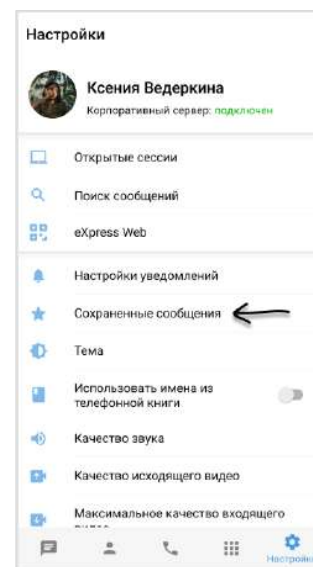 Настройки
Ксения Ведеркина
Корпоративный сервер: подключен
Открытые сессии
Поиск сообщений
eXpress Web
Настройки уведомлений
Сохраненные сообщения
Тема
Использовать имена из
телефонной книги
Качество звука
Качество исходящего видео
Максимальное качество входящего
видео
Настройки